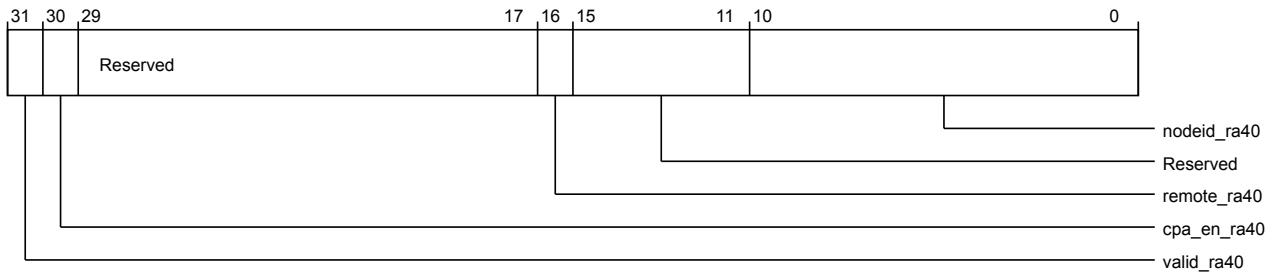 31 30 29 17 16 15 11 10 0
Reserved
nodeid_ra40
Reserved
remote_ra40
cpa_en_ra40
valid_ra40